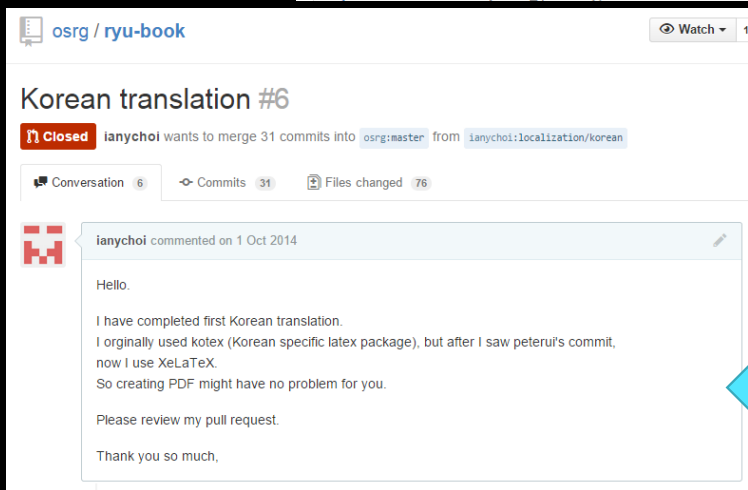 osrg / ryu-book
Watch
Korean translation #6
Closed ianychoi wants to merge 31 commits into osrg:master from ianychoi:localization/korean
Conversation 6 Commits 31 Files changed 76
ianychoi commented on 1 Oct 2014
Hello.
I have completed first Korean translation.
I orginally used kotex (Korean specific latex package), but after I saw peterui's commit,
now I use XeLaTeX.
So creating PDF might have no problem for you.
Please review my pull request.
Thank you so much,